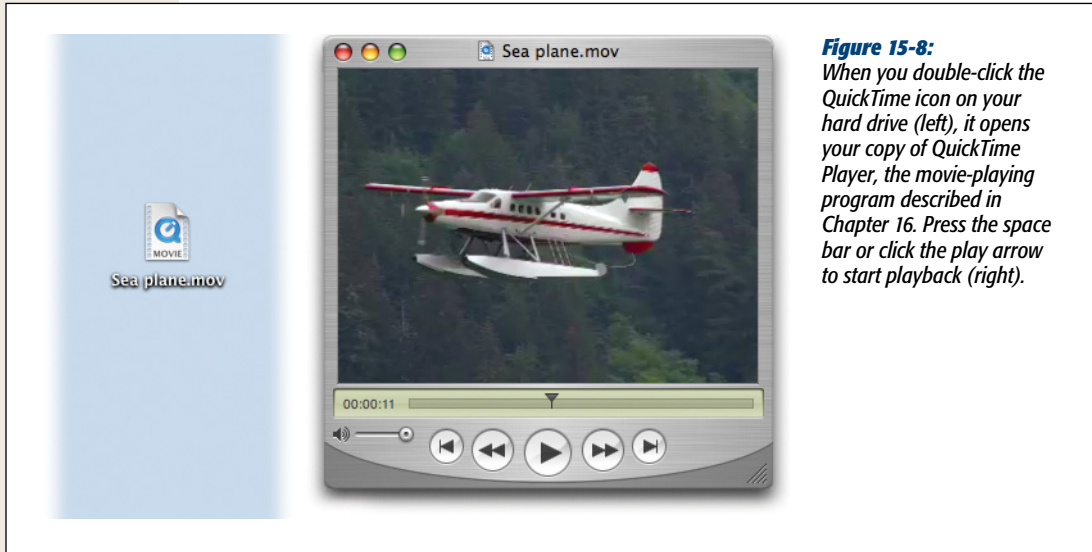 MOVIE
Sea plane.mov
Sea plane.mov
00:00:11
Figure 15-8:
When you double-click the
QuickTime icon on your
hard drive (left), it opens
your copy of QuickTime
Player, the movie-playing
program described in
Chapter 16. Press the space
bar or click the play arrow
to start playback (right).